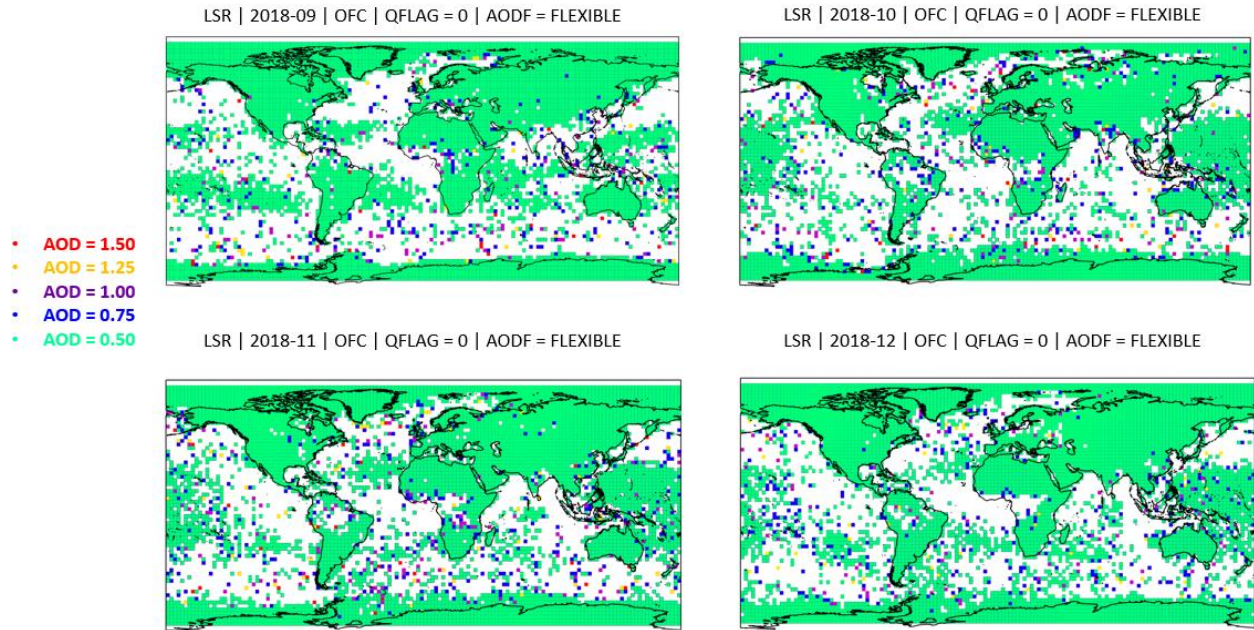 LSR | 2018-09 | OFC | QFLAG = 0 | AODF = FLEXIBLE
LSR | 2018-10 | OFC | QFLAG = 0 | AODF = FLEXIBLE
• AOD = 1.50
• AOD = 1.25
• AOD = 1.00
• AOD = 0.75
• AOD = 0.50
LSR | 2018-11 | OFC | QFLAG = 0 | AODF = FLEXIBLE
LSR | 2018-12 | OFC | QFLAG = 0 | AODF = FLEXIBLE